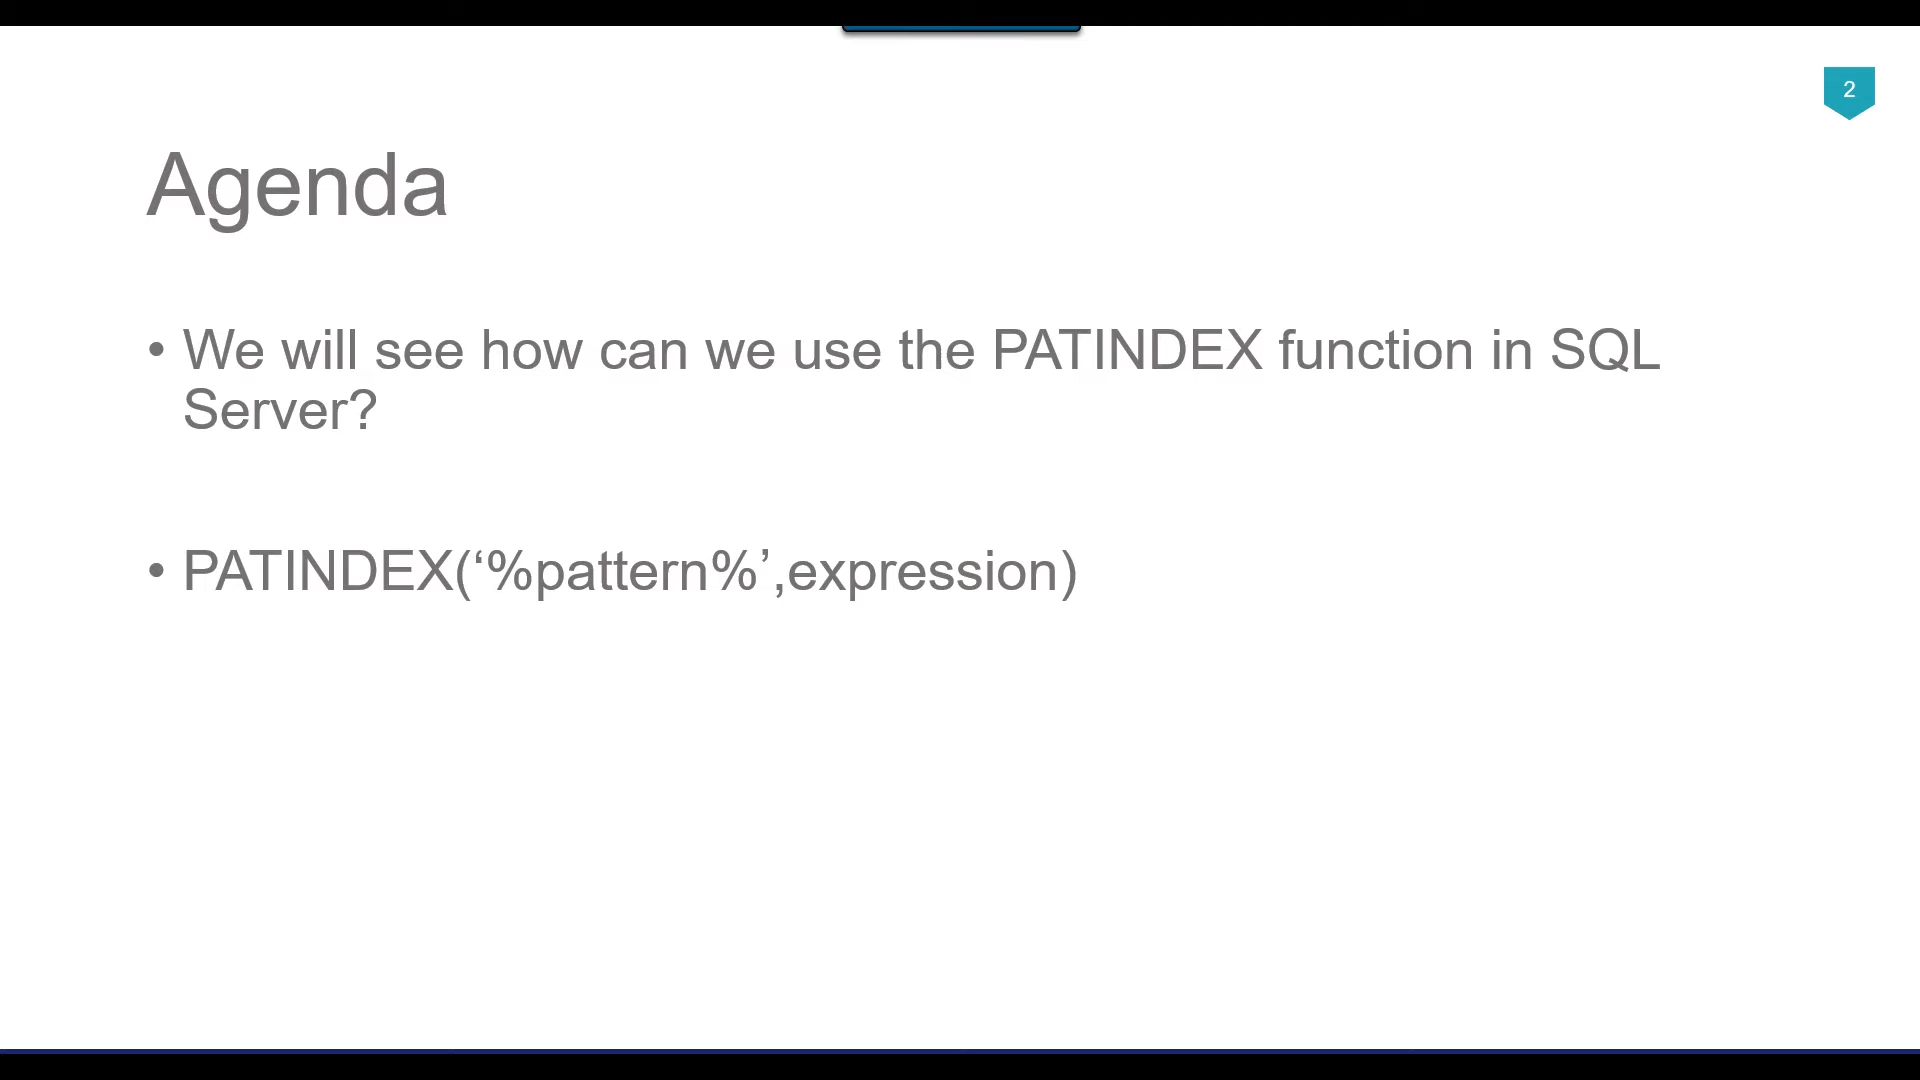 2
Agenda
• We will see how can we use the PATINDEX function in SQL
Server?
• PATINDEX(‘%pattern%’,expression)